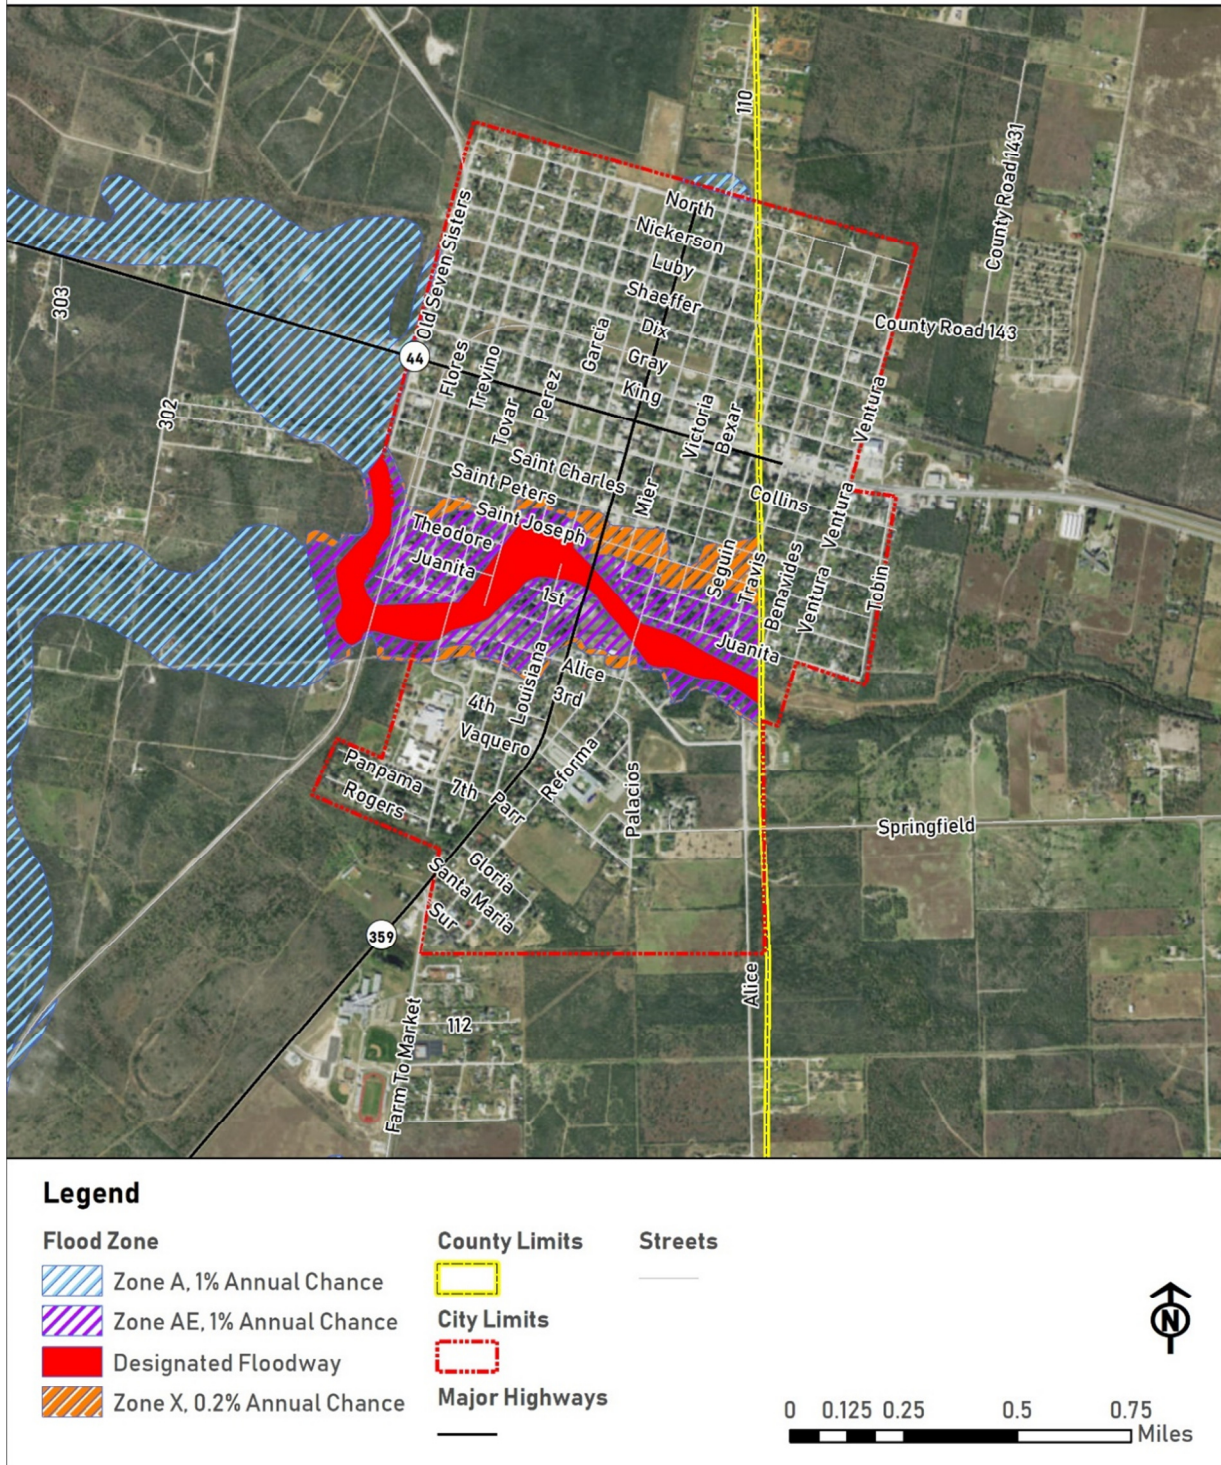 110
County Road 1431
North
Nickerson
Old Seven Sisters
Luby
303
Shaeffer
Dix
County Road 143
Garcia
44
Flores
Trevino
Gray
King
Perez
302
Tovar
Victoria
Bexar
Ventura
Saint Charles
Saint Peters
Mier
Collins
Saint Joseph
Ventura
Theodore
Juanita
Seguin
Travis
Benavides
Ventura
Tobin
1st
Juanita
Louisiana
Alice
3rd
4th
Vaquero
Reforma
Panpama
7th
Parr
Rogers
Palacios
Springfield
Gloria
Santa Maria
Sur
359
Alice
Farm To Market
112
Legend
Flood Zone
Zone A, 1% Annual Chance
Zone AE, 1% Annual Chance
Designated Floodway
Zone X, 0.2% Annual Chance
County Limits
City Limits
Major Highways
Streets
N
0 0.125 0.25 0.5 0.75
Miles